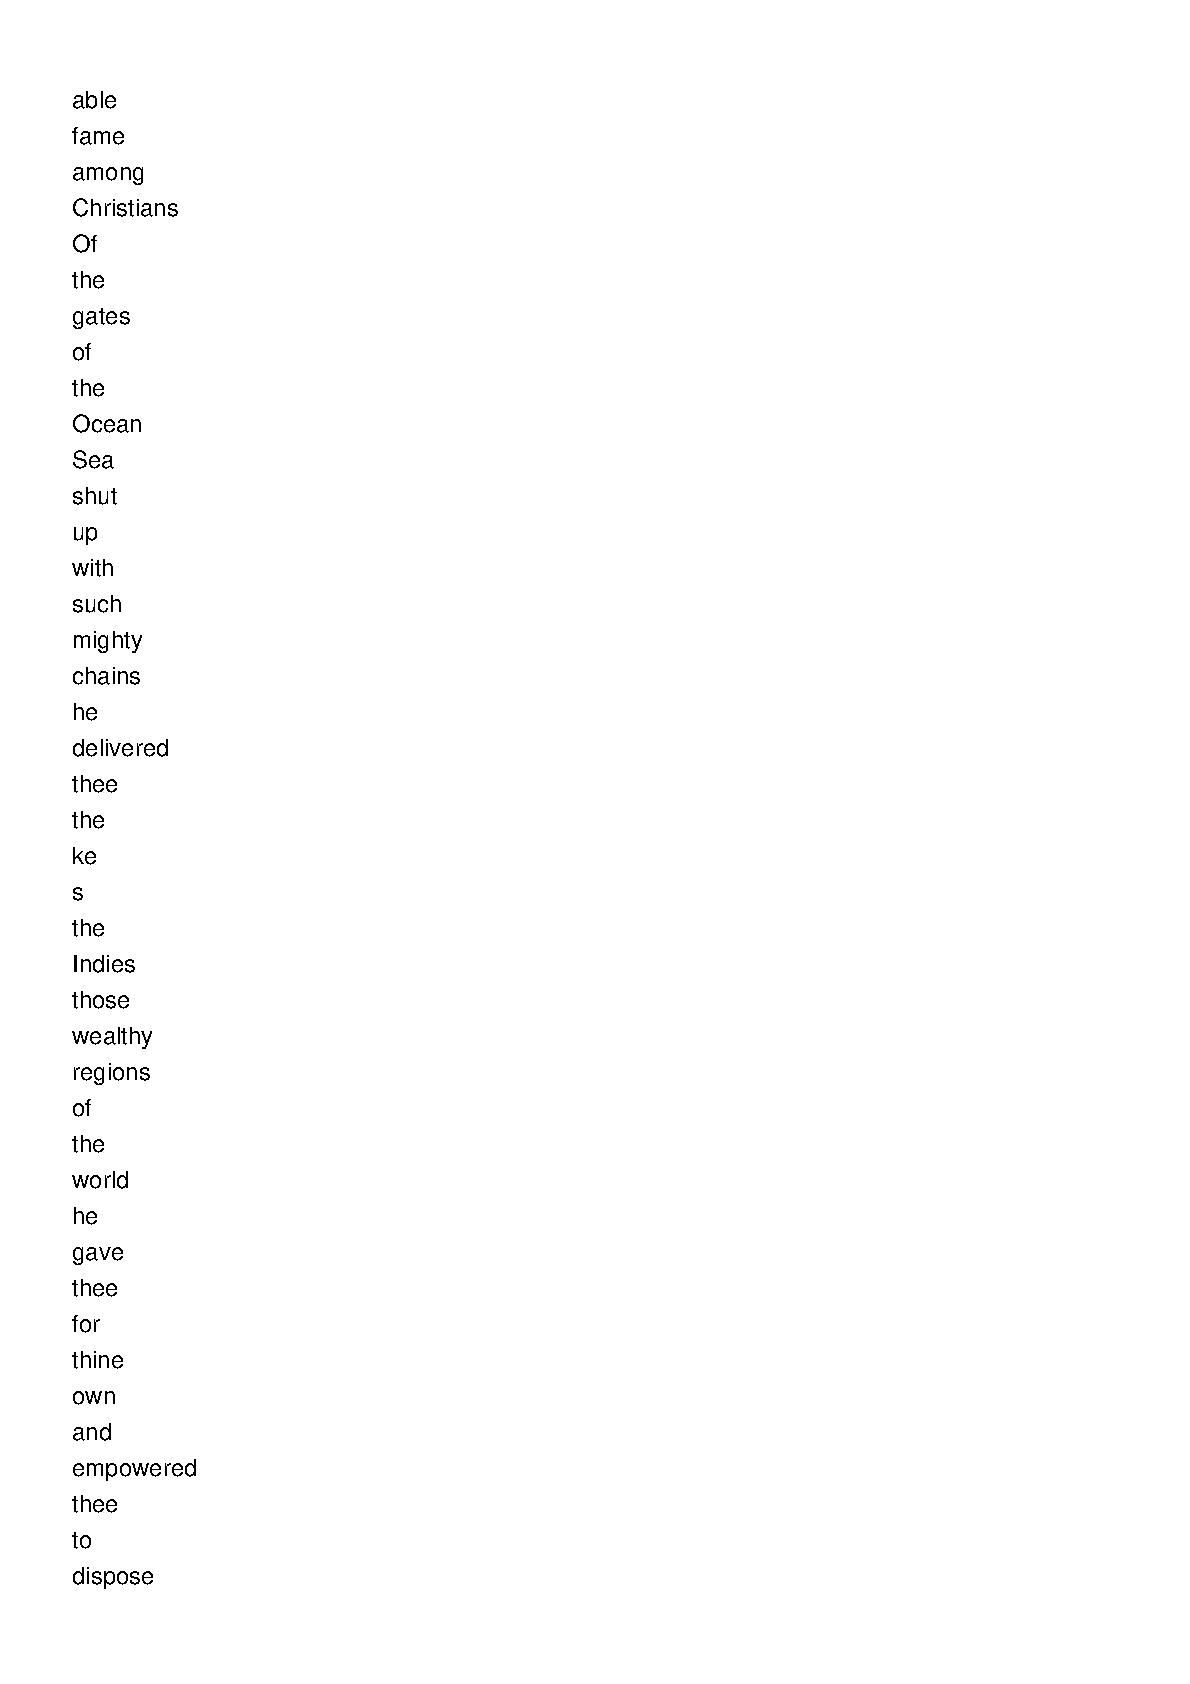 able
fame
among
Christians
Of
the
gates
of
the
Ocean
Sea
shut
up
with
such
mighty
chains
he
delivered
thee
the
ke
s
the
Indies
those
wealthy
regions
of
the
world
he
gave
thee
for
thine
own
and
empowered
thee
to
dispose